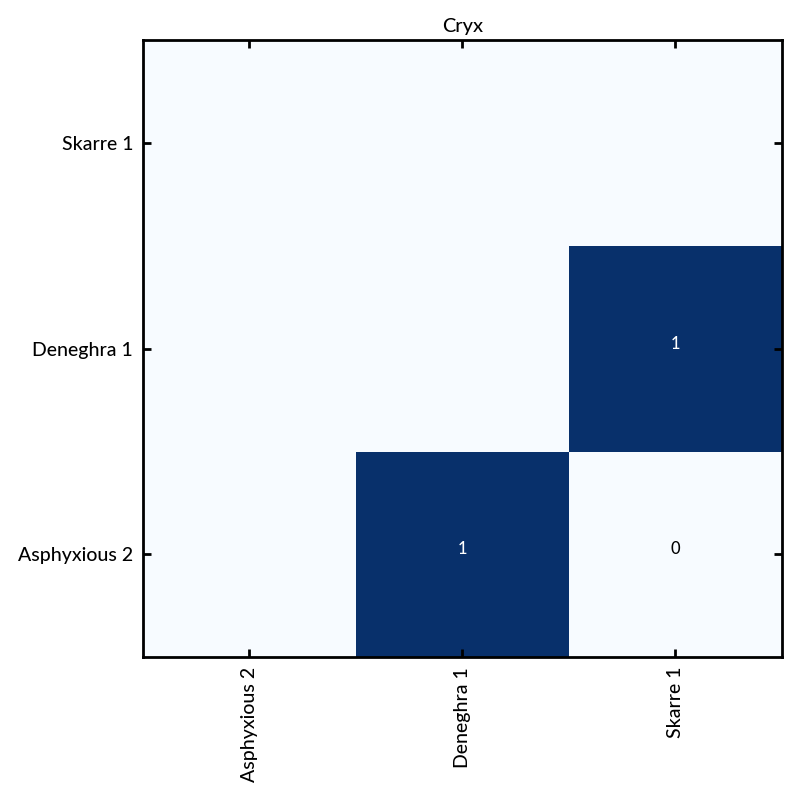 Cryx
Skarre 1
Deneghra 1
1
Asphyxious 2
1
0
Asphyxious 2
Deneghra 1
Skarre 1